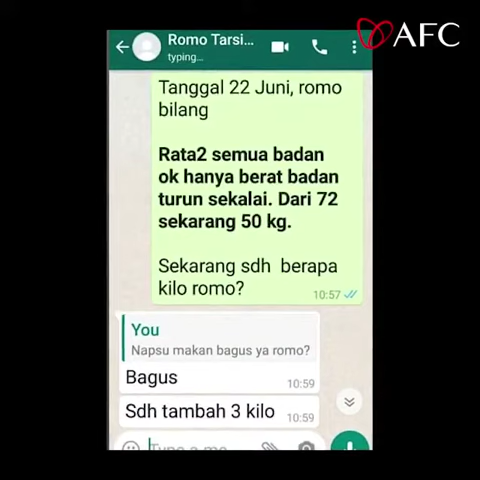 AFC
Romo Tarsi...
typing...
Tanggal 22 Juni, romo
bilang
Rata2 semua badan
ok hanya berat badan
turun sekalai. Dari 72
sekarang 50 kg.
Sekarang sdh berapa
kilo romo?
10:57
You
Napsu makan bagus ya romo?
Bagus
10:59
Sdh tambah 3 kilo
10:59